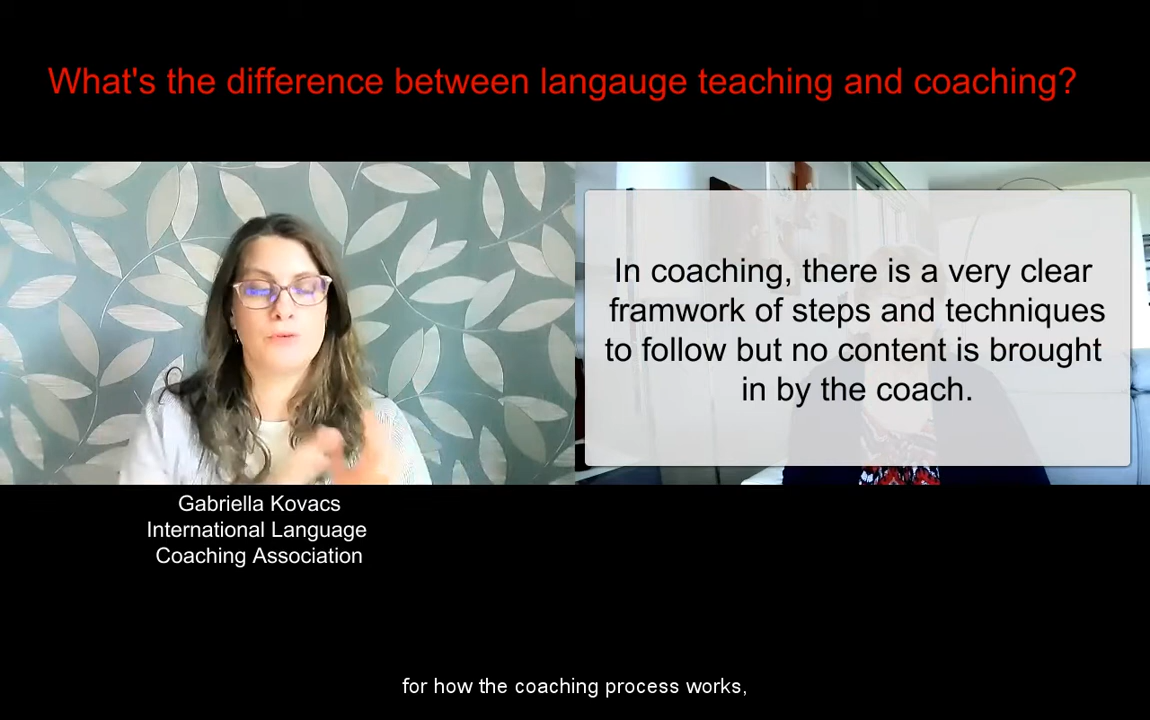 What's the difference between langauge teaching and coaching?
In coaching, there is a very clear
framwork of steps and techniques
to follow but no content is brought
in by the coach.
Gabriella Kovacs
International Language
Coaching Association
for how the coaching process works,